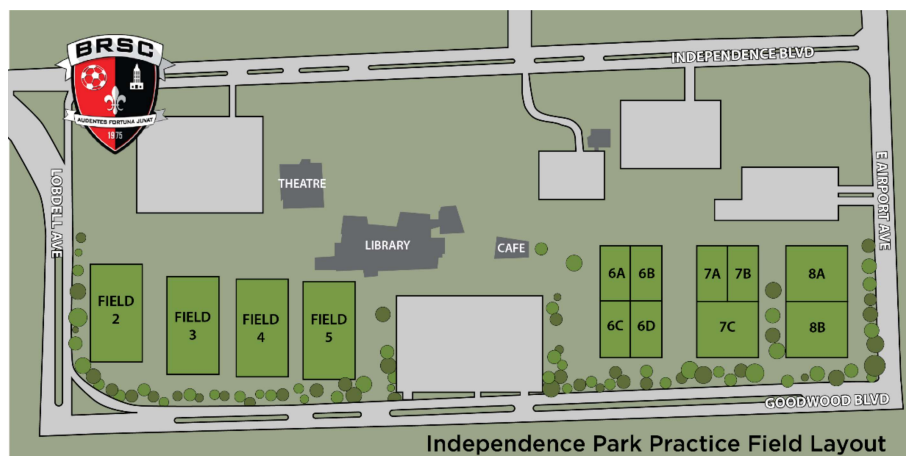 BRSC
AUDENTES FORTUNA JUVAT
1975
INDEPENDENCE BLVD
LOBDELL AVE
E AIRPORT AVE
THEATRE
LIBRARY
CAFE
FIELD
2
FIELD
3
FIELD
4
FIELD
5
6A 6B
6C 6D
7A 7B
7C
8A
8B
GOODWOOD BLVD
Independence Park Practice Field Layout